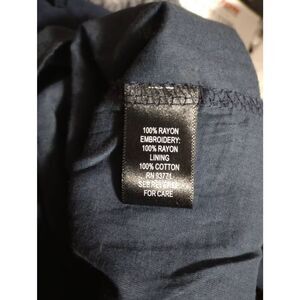 100% RAYON
EMBROIDERY:
100% RAYON
LINING
100% COTTON
RN 93771
SEE REVERSE
FOR CARE